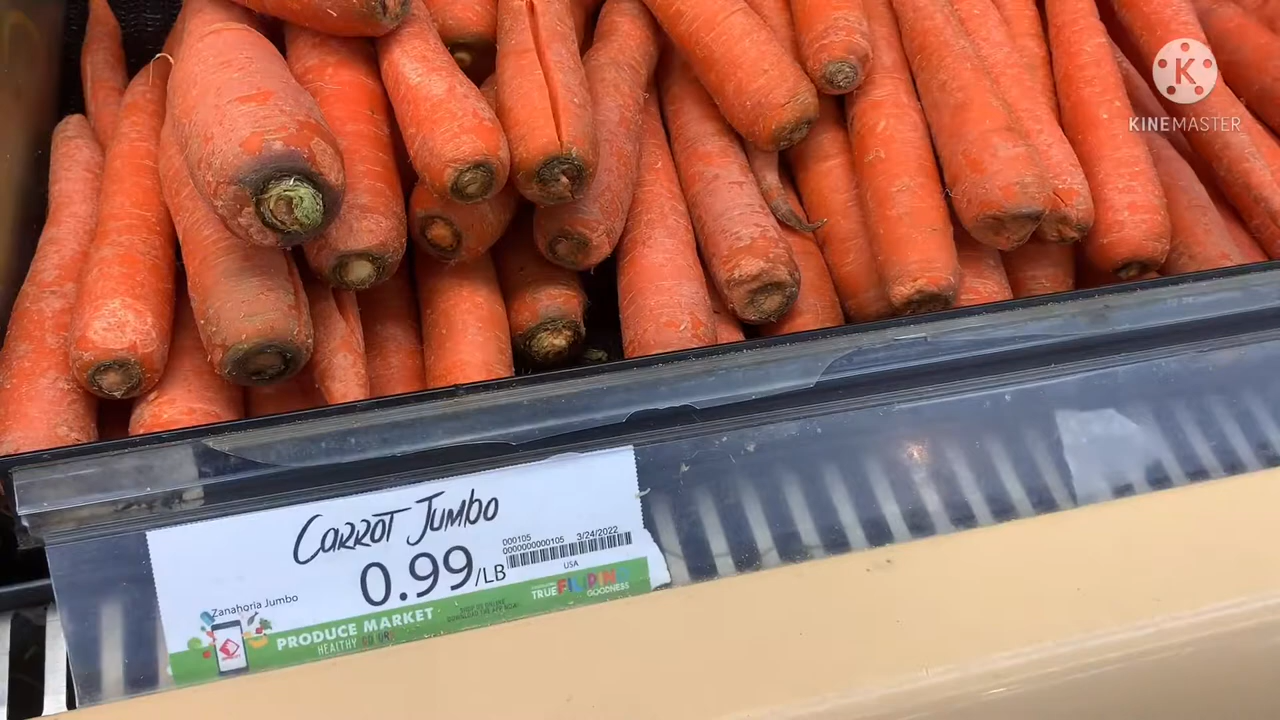 KINEMASTER
CARROT JUMBO
0.99/LB
000105
000000000105 3/24/2022
USA
Zanahoria Jumbo
PRODUCE MARKET
HEALTHY COLORS
TRUE FILIPINO
GOODNESS